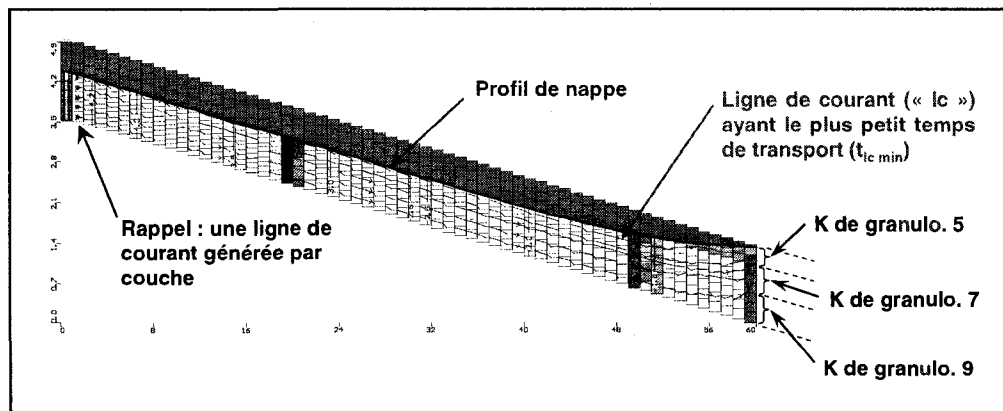 Profil de nappe
Ligne de courant (« lc »)
ayant le plus petit temps
de transport (t lc min)
Rappel : une ligne de
courant générée par
couche
K de granulo. 5
K de granulo. 7
K de granulo. 9
4.9
4.2
3.5
2.8
2.1
1.4
0.7
0.0
0 8 16 24 32 40 48 56 60